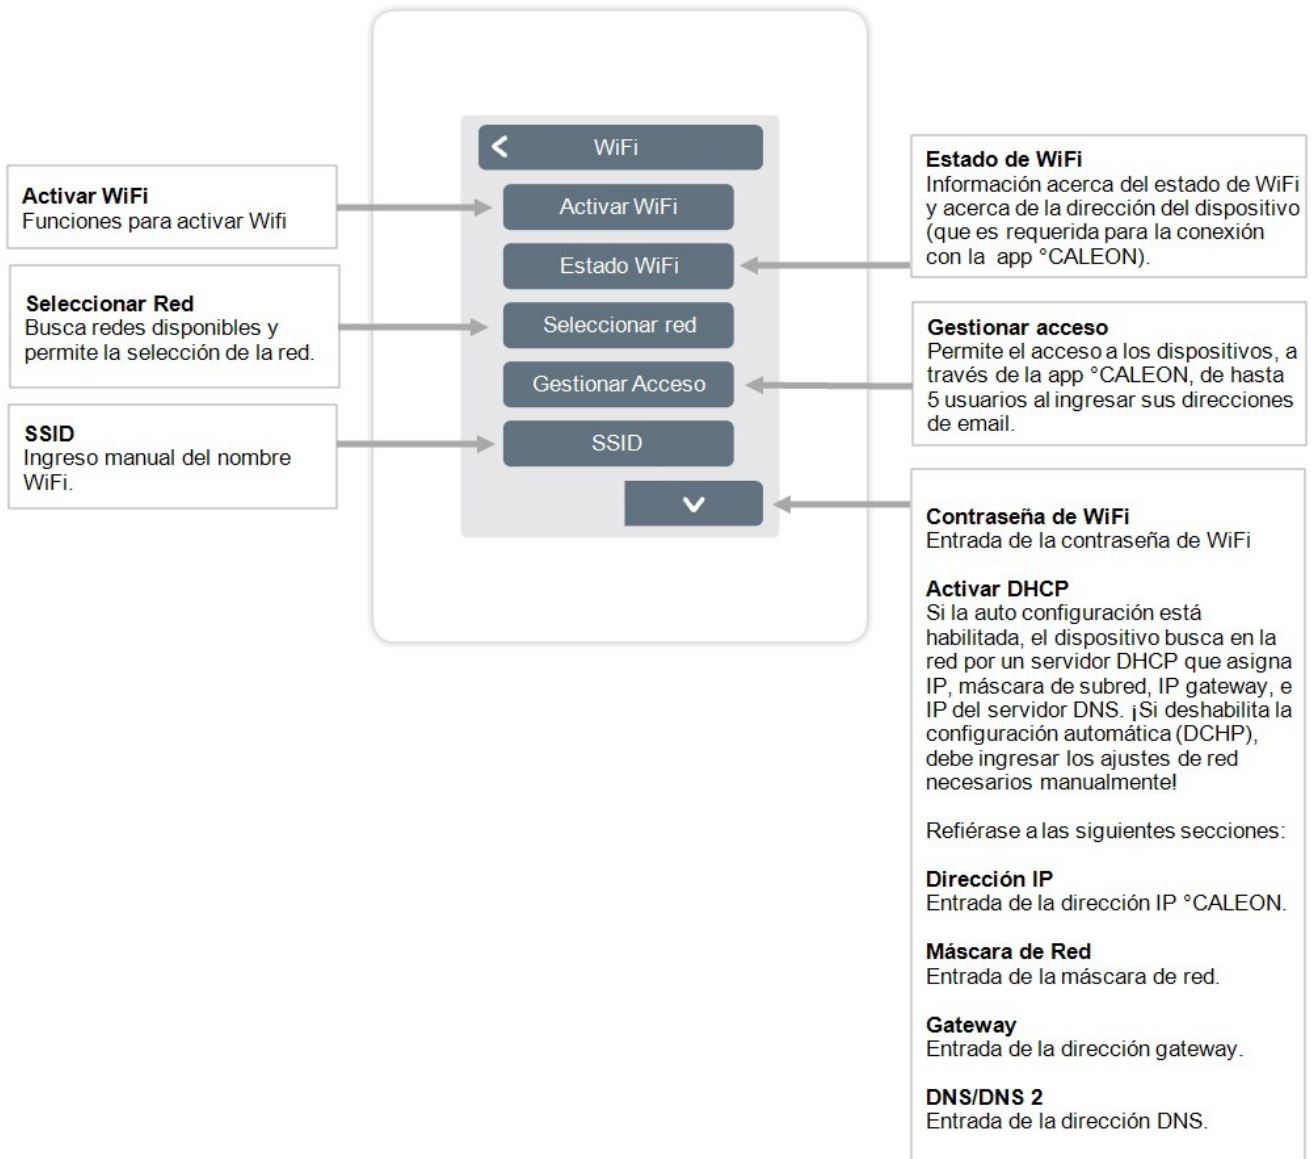 WiFi
Activar WiFi
Estado WiFi
Seleccionar red
Gestionar Acceso
SSID
Activar WiFi
Funciones para activar Wifi
Seleccionar Red
Busca redes disponibles y
permite la selección de la red.
SSID
Ingreso manual del nombre
WiFi.
Estado de WiFi
Información acerca del estado de WiFi
y acerca de la dirección del dispositivo
(que es requerida para la conexión
con la app °CALEON).
Gestionar acceso
Permite el acceso a los dispositivos, a
través de la app °CALEON, de hasta
5 usuarios al ingresar sus direcciones
de email.
Contraseña de WiFi
Entrada de la contraseña de WiFi
Activar DHCP
Si la auto configuración está
habilitada, el dispositivo busca en la
red por un servidor DHCP que asigna
IP, máscara de subred, IP gateway, e
IP del servidor DNS. ¡Si deshabilita la
configuración automática (DCHP),
debe ingresar los ajustes de red
necesarios manualmente!
Refiérase a las siguientes secciones:
Dirección IP
Entrada de la dirección IP °CALEON.
Máscara de Red
Entrada de la máscara de red.
Gateway
Entrada de la dirección gateway.
DNS/DNS 2
Entrada de la dirección DNS.